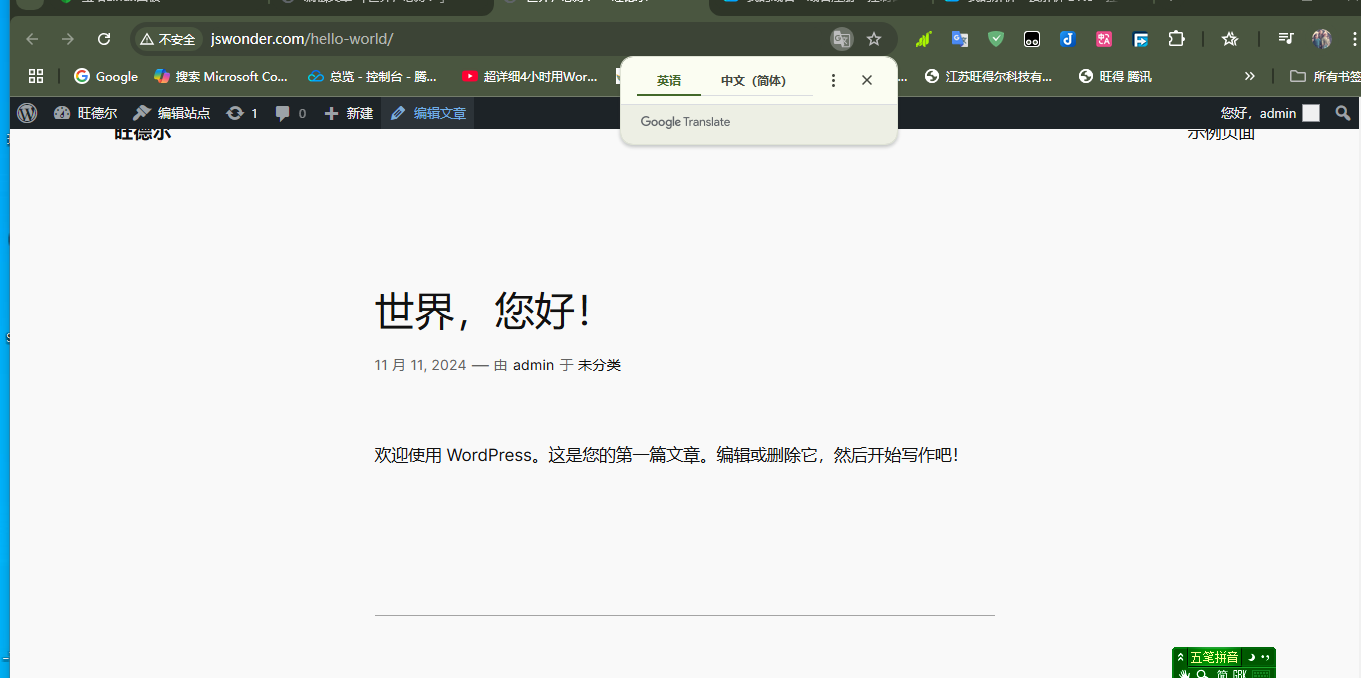 不安全 jswonder.com/hello-world/
Google 搜索 Microsoft Co... 总览 - 控制台 - 腾... 超详细4小时用Wor... 江苏旺得尔科技有... 旺得 腾讯 » 所有书签
英语 中文（简体）
Google Translate
旺德尔 编辑站点 1 0 新建 编辑文章 您好，admin
旺德尔 示例页面
世界，您好！
11 月 11, 2024 — 由 admin 于 未分类
欢迎使用 WordPress。这是您的第一篇文章。编辑或删除它，然后开始写作吧！
五笔拼音
简 GBK